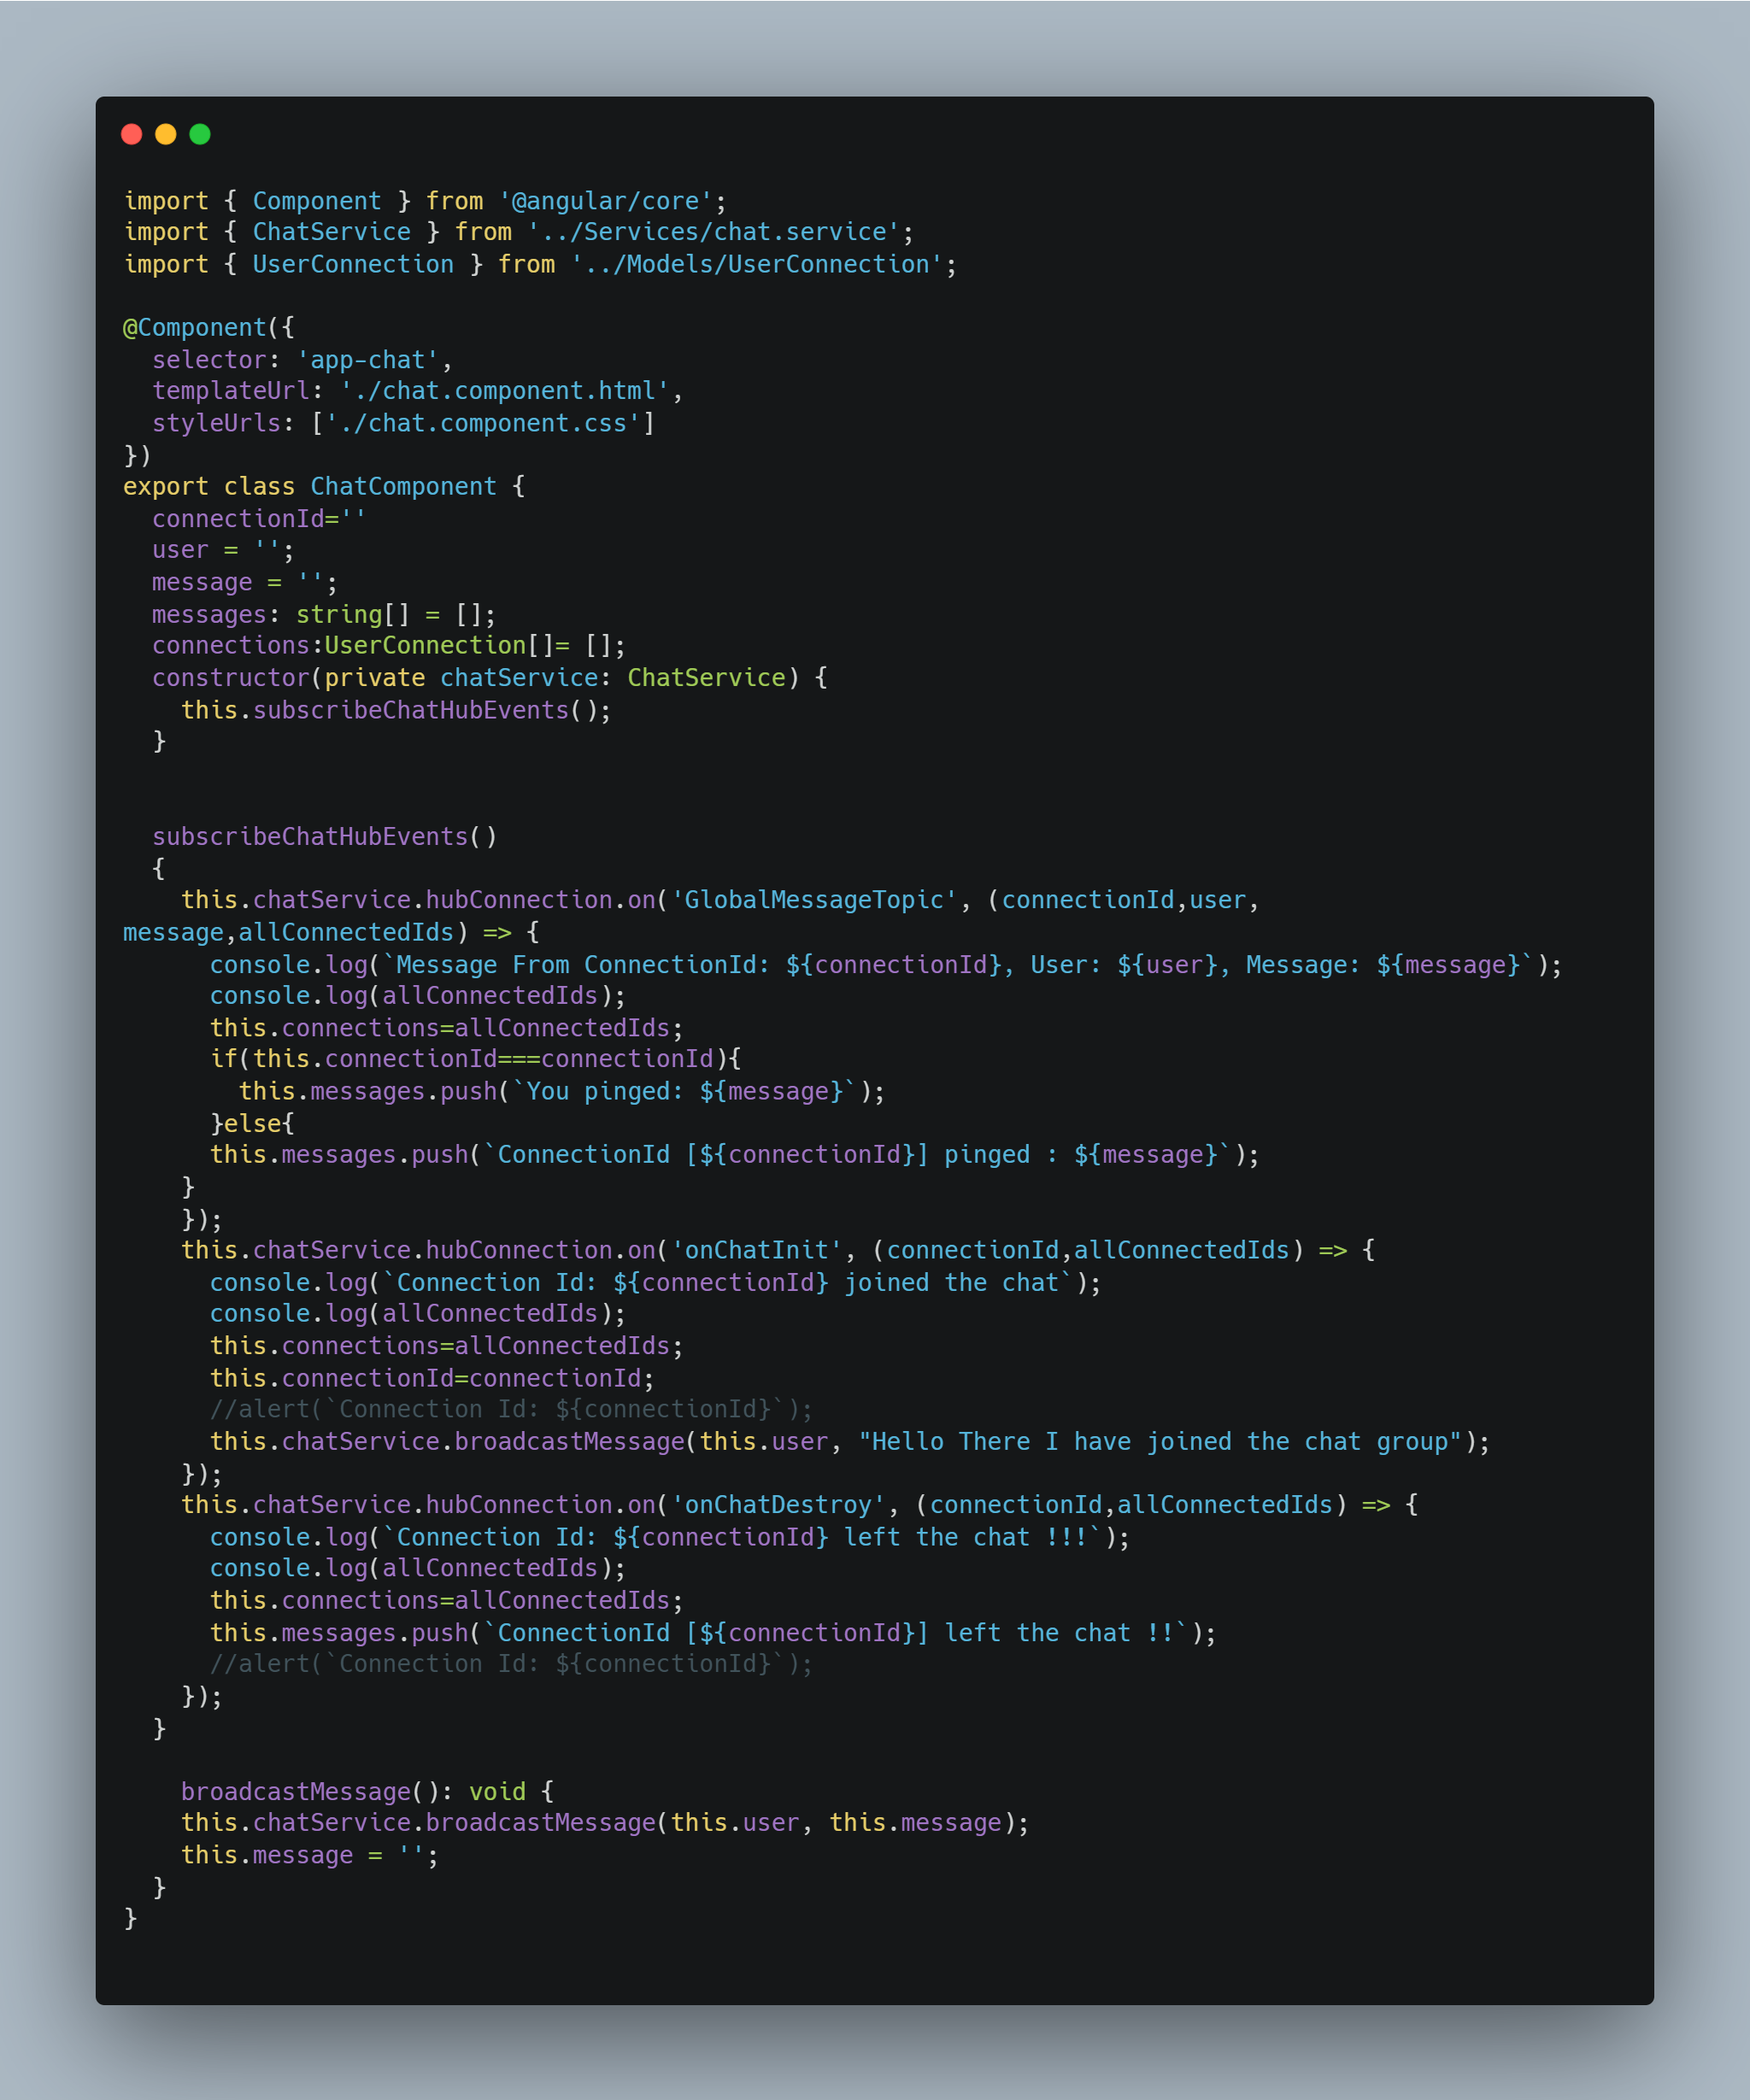 import { Component } from '@angular/core';
import { ChatService } from '../Services/chat.service';
import { UserConnection } from '../Models/UserConnection';

@Component({
  selector: 'app-chat',
  templateUrl: './chat.component.html',
  styleUrls: ['./chat.component.css']
})
export class ChatComponent {
  connectionId=''
  user = '';
  message = '';
  messages: string[] = [];
  connections:UserConnection[]= [];
  constructor(private chatService: ChatService) {
    this.subscribeChatHubEvents();
  }


  subscribeChatHubEvents()
  {
    this.chatService.hubConnection.on('GlobalMessageTopic', (connectionId,user,
message,allConnectedIds) => {
      console.log(`Message From ConnectionId: ${connectionId}, User: ${user}, Message: ${message}`);
      console.log(allConnectedIds);
      this.connections=allConnectedIds;
      if(this.connectionId===connectionId){
        this.messages.push(`You pinged: ${message}`);
      }else{
      this.messages.push(`ConnectionId [${connectionId}] pinged : ${message}`);
    }
    });
    this.chatService.hubConnection.on('onChatInit', (connectionId,allConnectedIds) => {
      console.log(`Connection Id: ${connectionId} joined the chat`);
      console.log(allConnectedIds);
      this.connections=allConnectedIds;
      this.connectionId=connectionId;
      //alert(`Connection Id: ${connectionId}`);
      this.chatService.broadcastMessage(this.user, "Hello There I have joined the chat group");
    });
    this.chatService.hubConnection.on('onChatDestroy', (connectionId,allConnectedIds) => {
      console.log(`Connection Id: ${connectionId} left the chat !!!`);
      console.log(allConnectedIds);
      this.connections=allConnectedIds;
      this.messages.push(`ConnectionId [${connectionId}] left the chat !!`);
      //alert(`Connection Id: ${connectionId}`);
    });
  }

    broadcastMessage(): void {
    this.chatService.broadcastMessage(this.user, this.message);
    this.message = '';
  }
}